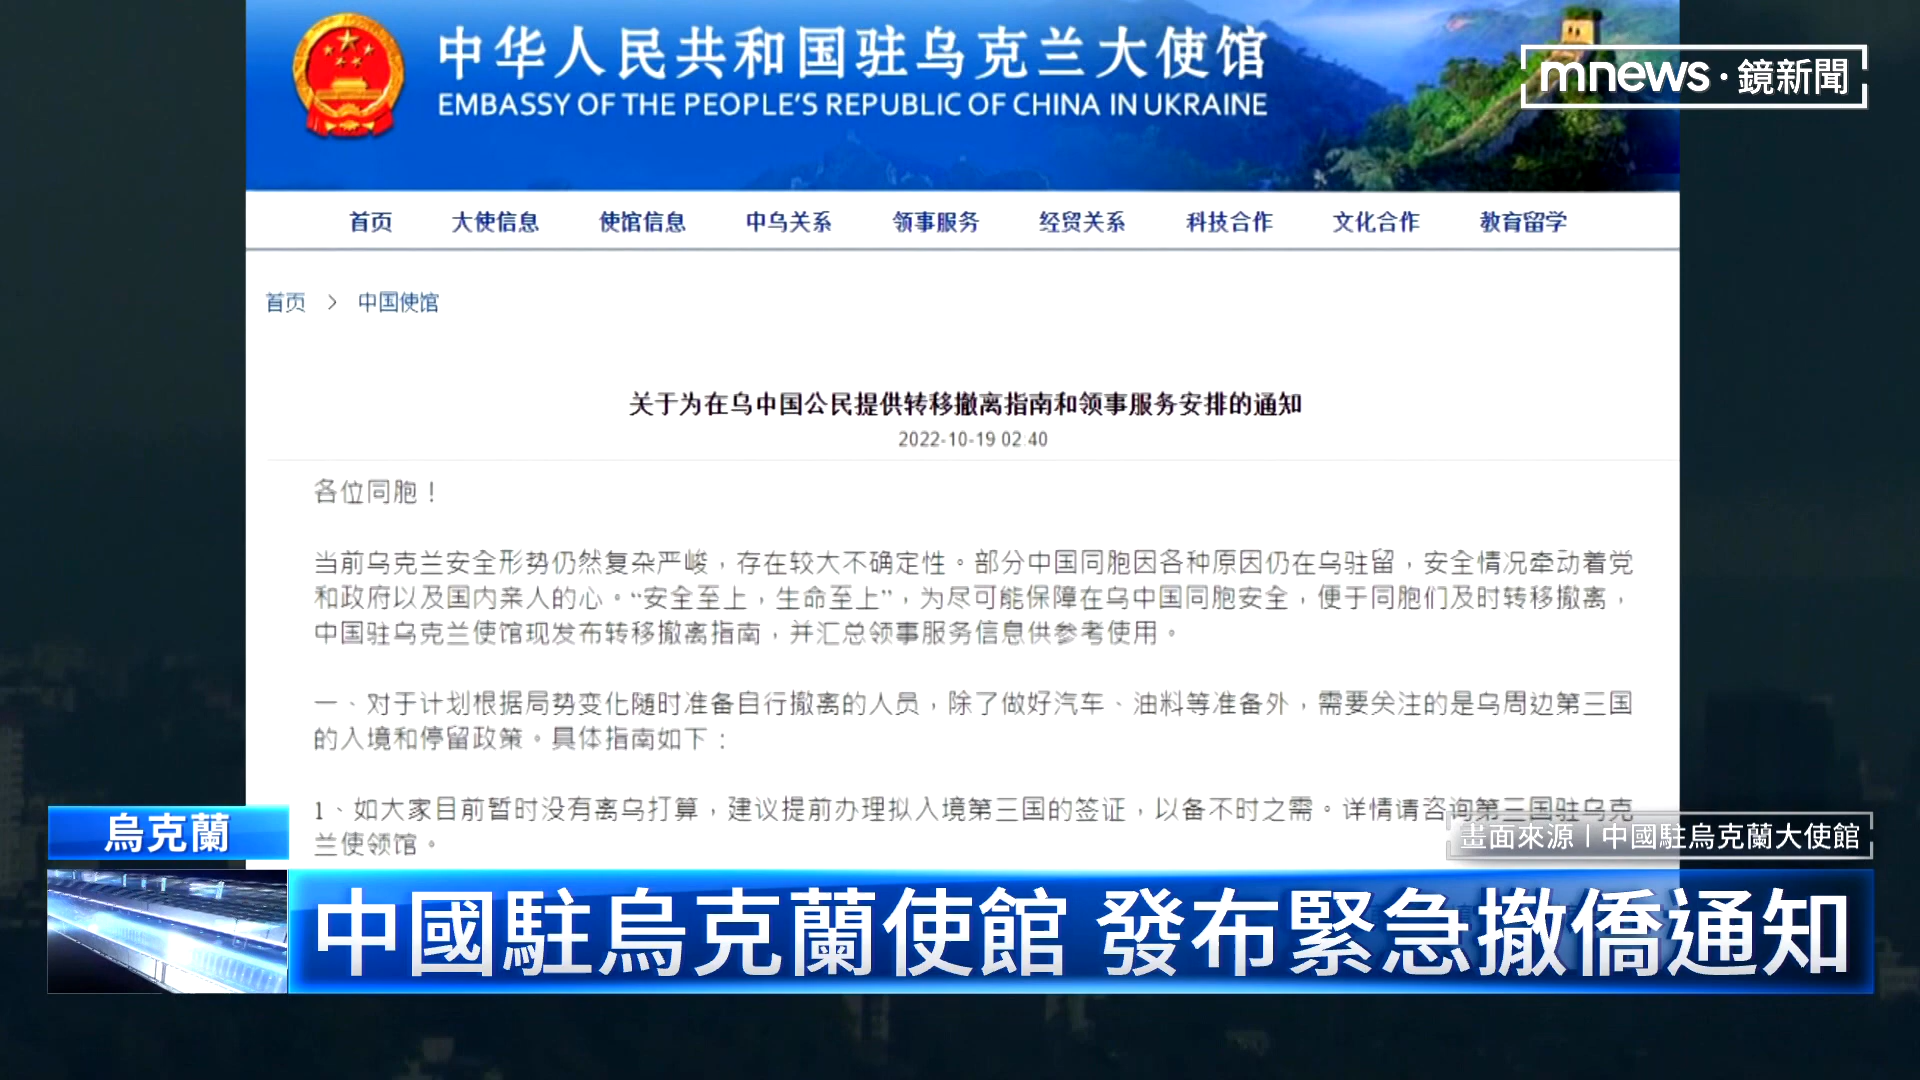 中华人民共和国驻乌克兰大使馆
EMBASSY OF THE PEOPLE'S REPUBLIC OF CHINA IN UKRAINE
mnews·鏡新聞
首页 大使信息 使馆信息 中乌关系 领事服务 经贸关系 科技合作 文化合作 教育留学
首页 > 中国使馆
关于为在乌中国公民提供转移撤离指南和领事服务安排的通知
2022-10-19 02:40
各位同胞！
当前乌克兰安全形势仍然复杂严峻，存在较大不确定性。部分中国同胞因各种原因仍在乌驻留，安全情况牵动着党
和政府以及国内亲人的心。“安全至上，生命至上”，为尽可能保障在乌中国同胞安全，便于同胞们及时转移撤离，
中国驻乌克兰使馆现发布转移撤离指南，并汇总领事服务信息供参考使用。
一、对于计划根据局势变化随时准备自行撤离的人员，除了做好汽车、油料等准备外，需要关注的是乌周边第三国
的入境和停留政策。具体指南如下：
1、如大家目前暂时没有离乌打算，建议提前办理拟入境第三国的签证，以备不时之需。详情请咨询第三国驻乌克
兰使领馆。
畫面來源｜中國駐烏克蘭大使館
烏克蘭
中國駐烏克蘭使館 發布緊急撤僑通知